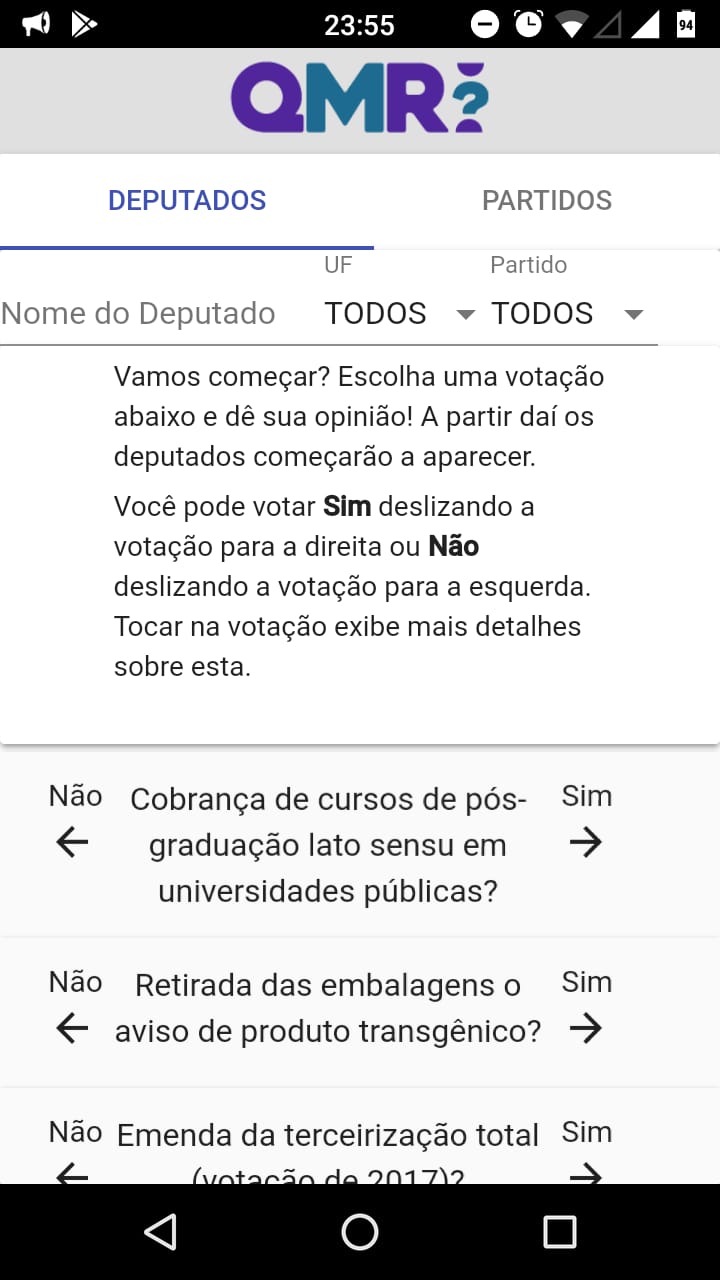 23:55
94
QMR?
DEPUTADOS
PARTIDOS
UF
Partido
Nome do Deputado
TODOS
TODOS
Vamos começar? Escolha uma votação
abaixo e dê sua opinião! A partir daí os
deputados começarão a aparecer.
Você pode votar Sim deslizando a
votação para a direita ou Não
deslizando a votação para a esquerda.
Tocar na votação exibe mais detalhes
sobre esta.
Não
Cobrança de cursos de pós-
graduação lato sensu em
universidades públicas?
Sim
Não
Retirada das embalagens o
aviso de produto transgênico?
Sim
Não
Emenda da terceirização total
(votação de 2017)?
Sim